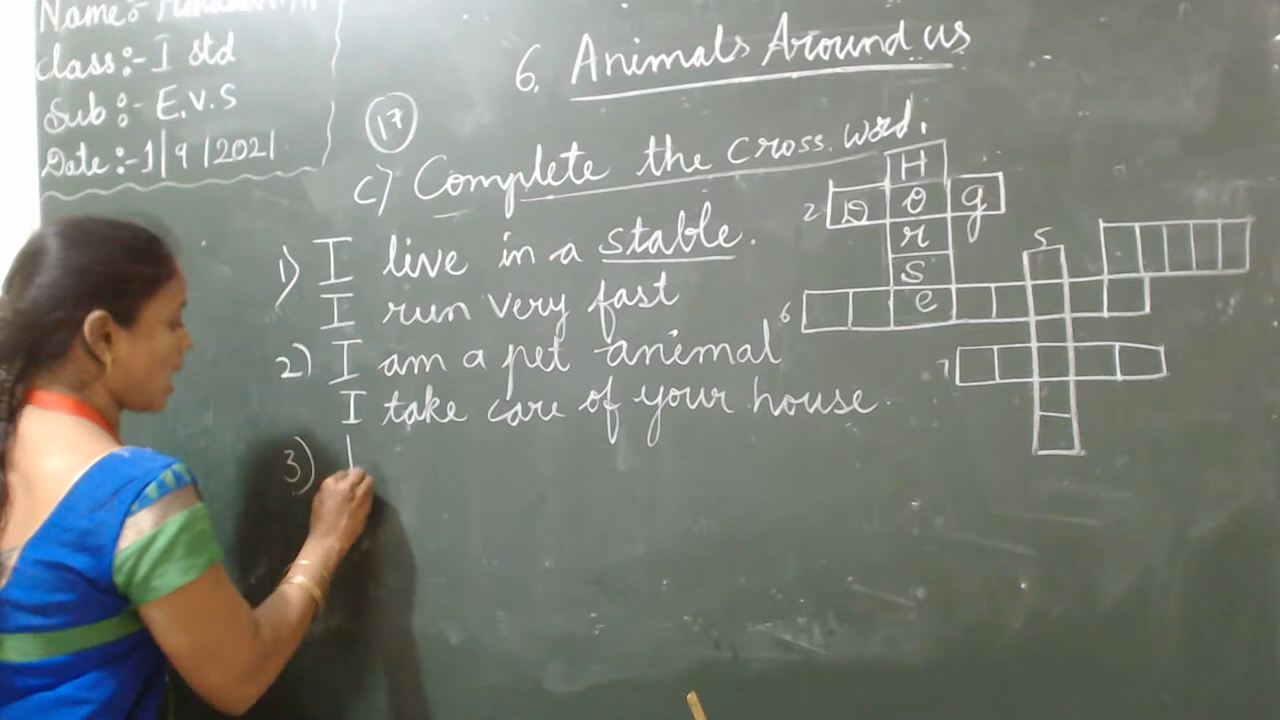 Name:-
Class:- I std
Sub:- E.V.S
Date:-1/9/2021
6. Animals Around us
17
c) Complete the cross word.
1) I live in a stable.
I run very fast
2) I am a pet animal
I take care of your house.
3) I
H
2 D o g
r
s
e
5
6
7